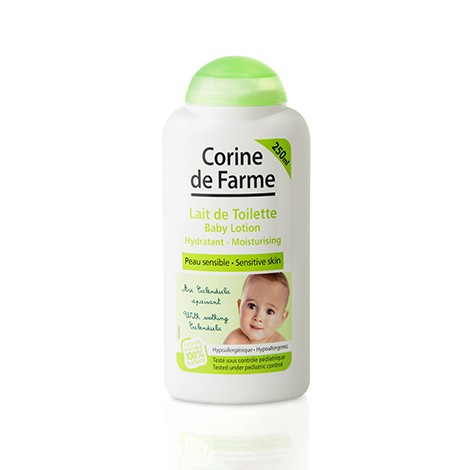 250ml
Corine
de Farme
Lait de Toilette
Baby Lotion
Hydratant - Moisturising
Peau sensible • Sensitive skin
Au Calendula
apaisant
With soothing
Calendula
100%
Hypoallergénique • Hypoallergenic
Testé sous contrôle pédiatrique
Tested under pediatric control